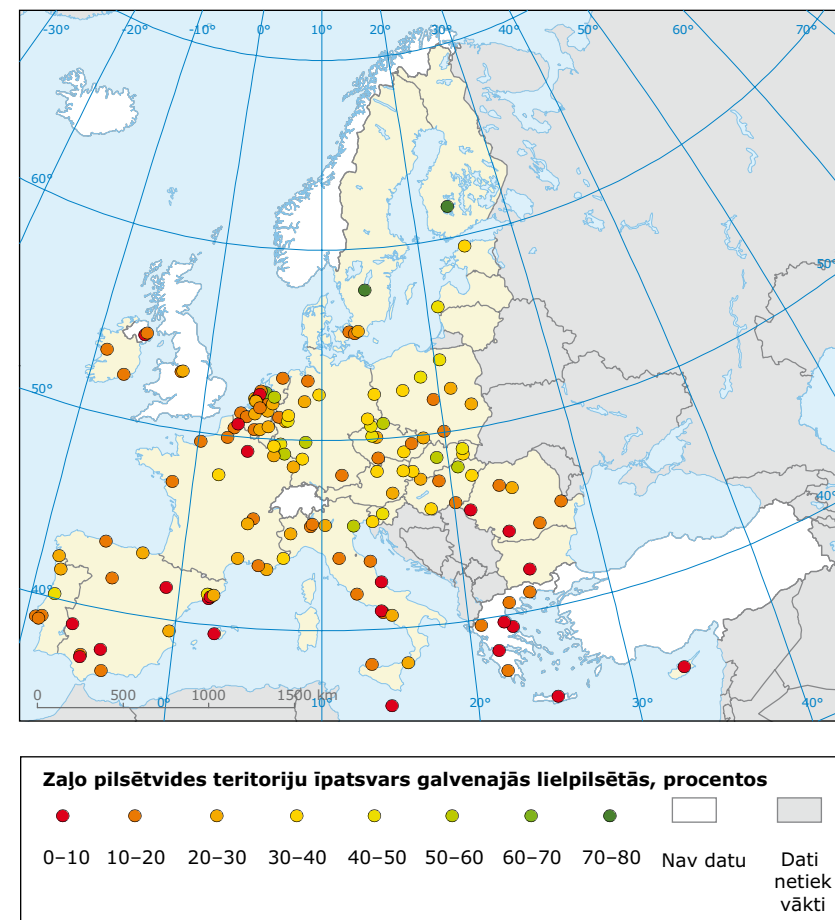 -30° -20° -10° 0° 10° 20° 30° 40° 50° 60° 70°
60°
50°
50°
40°
40°
0 500 1000 1500 km
0° 10° 20° 30° 40°
Zaļo pilsētvides teritoriju īpatsvars galvenajās lielpilsētās, procentos
0–10 10–20 20–30 30–40 40–50 50–60 60–70 70–80 Nav datu Dati
netiek
vākti